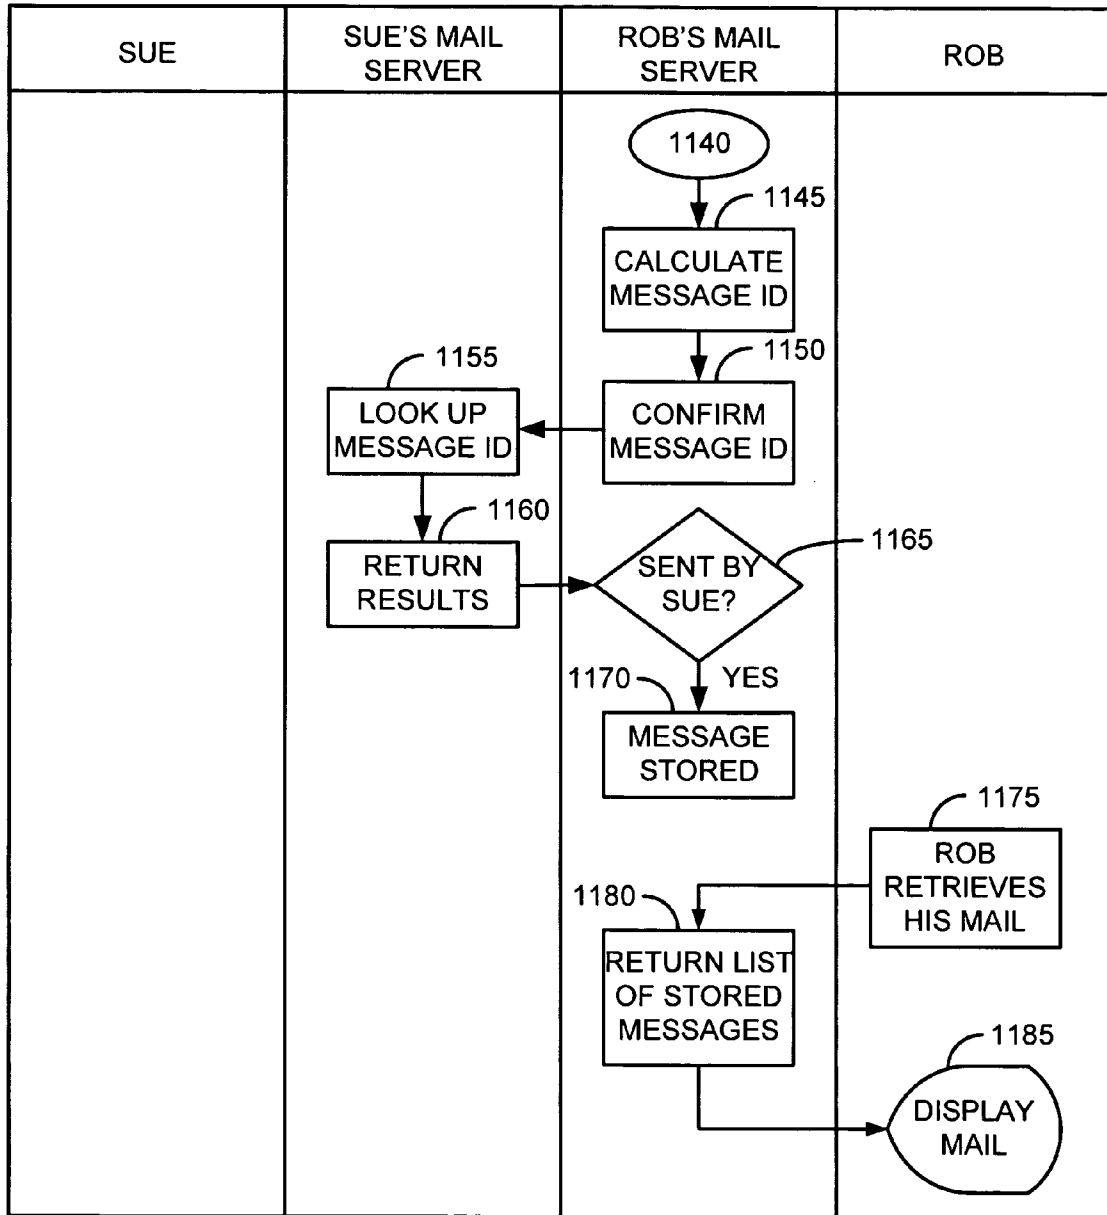 SUE
SUE'S MAIL
SERVER
ROB'S MAIL
SERVER
ROB
1140
1145
CALCULATE
MESSAGE ID
1150
CONFIRM
MESSAGE ID
1155
LOOK UP
MESSAGE ID
1160
RETURN
RESULTS
1165
SENT BY
SUE?
YES
1170
MESSAGE
STORED
1175
ROB
RETRIEVES
HIS MAIL
1180
RETURN LIST
OF STORED
MESSAGES
1185
DISPLAY
MAIL